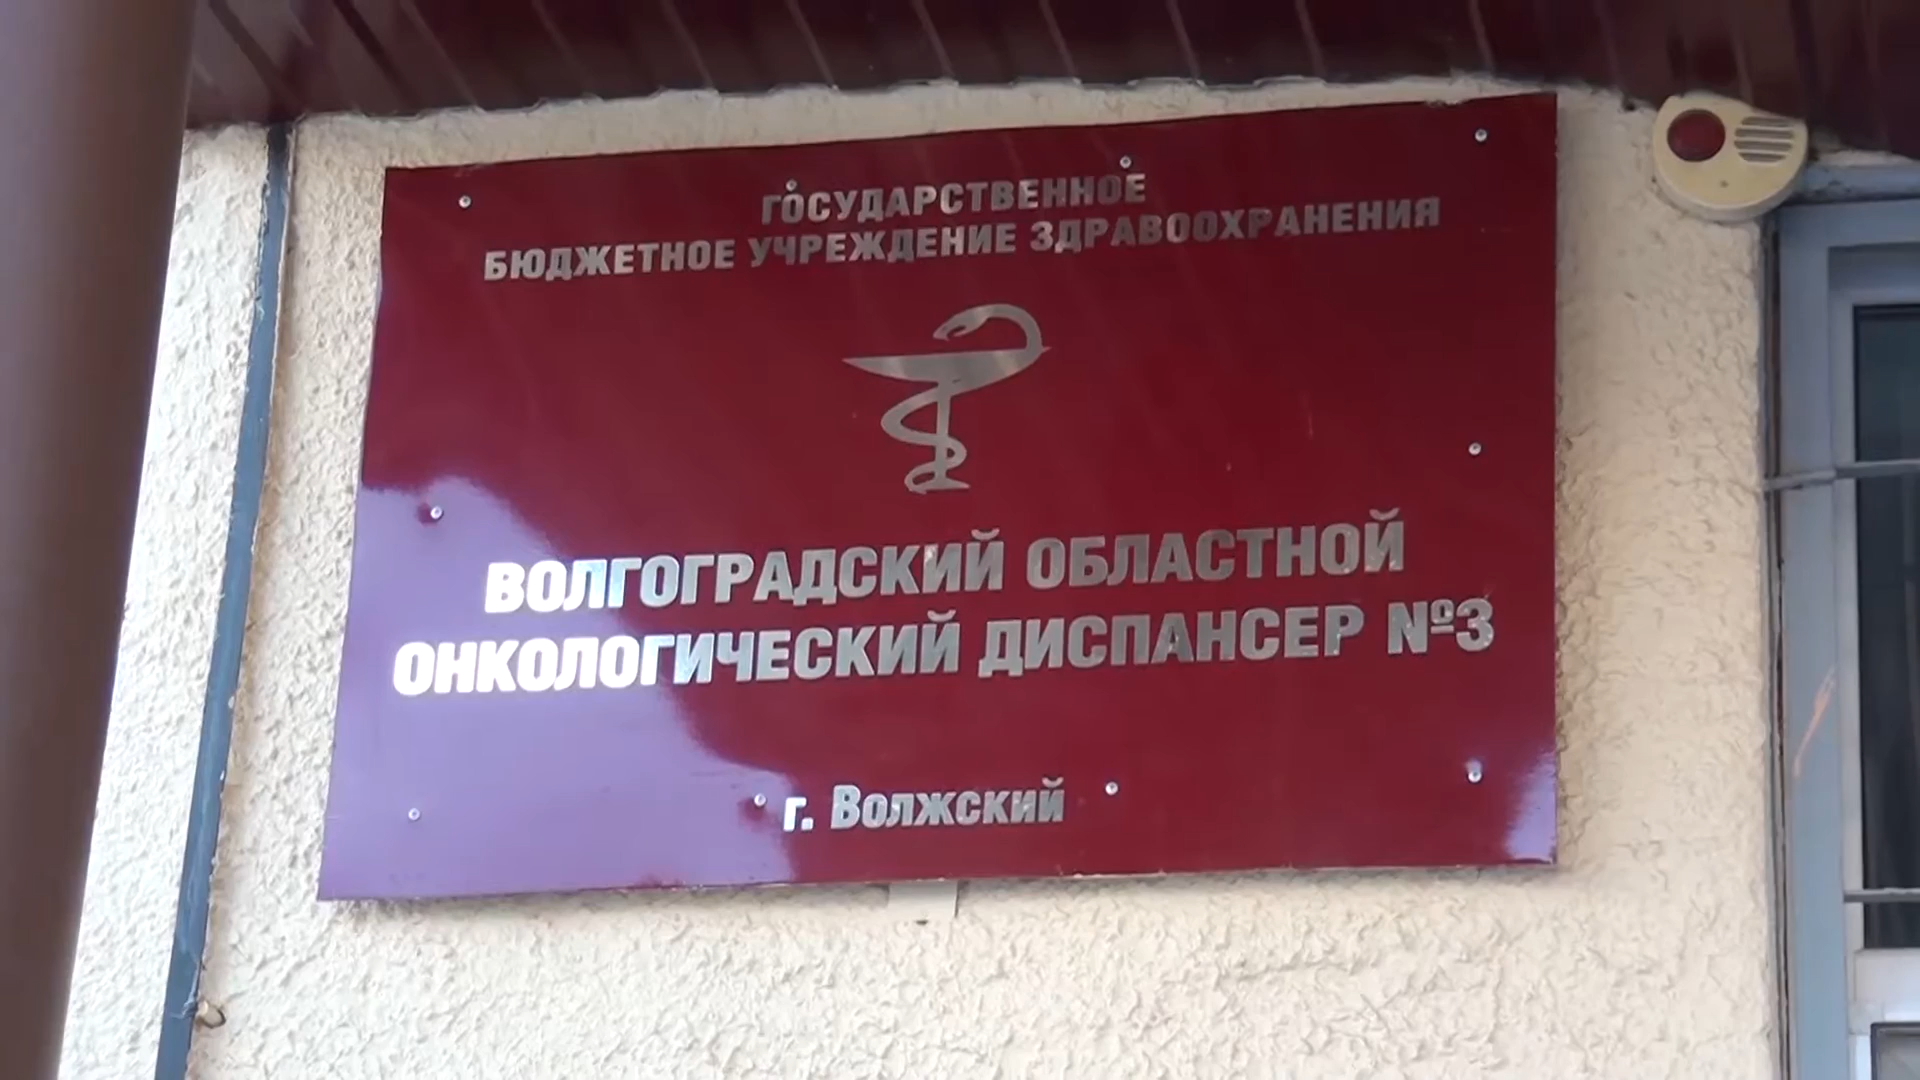 ГОСУДАРСТВЕННОЕ
БЮДЖЕТНОЕ УЧРЕЖДЕНИЕ ЗДРАВООХРАНЕНИЯ
ВОЛГОГРАДСКИЙ ОБЛАСТНОЙ
ОНКОЛОГИЧЕСКИЙ ДИСПАНСЕР №3
г. Волжский